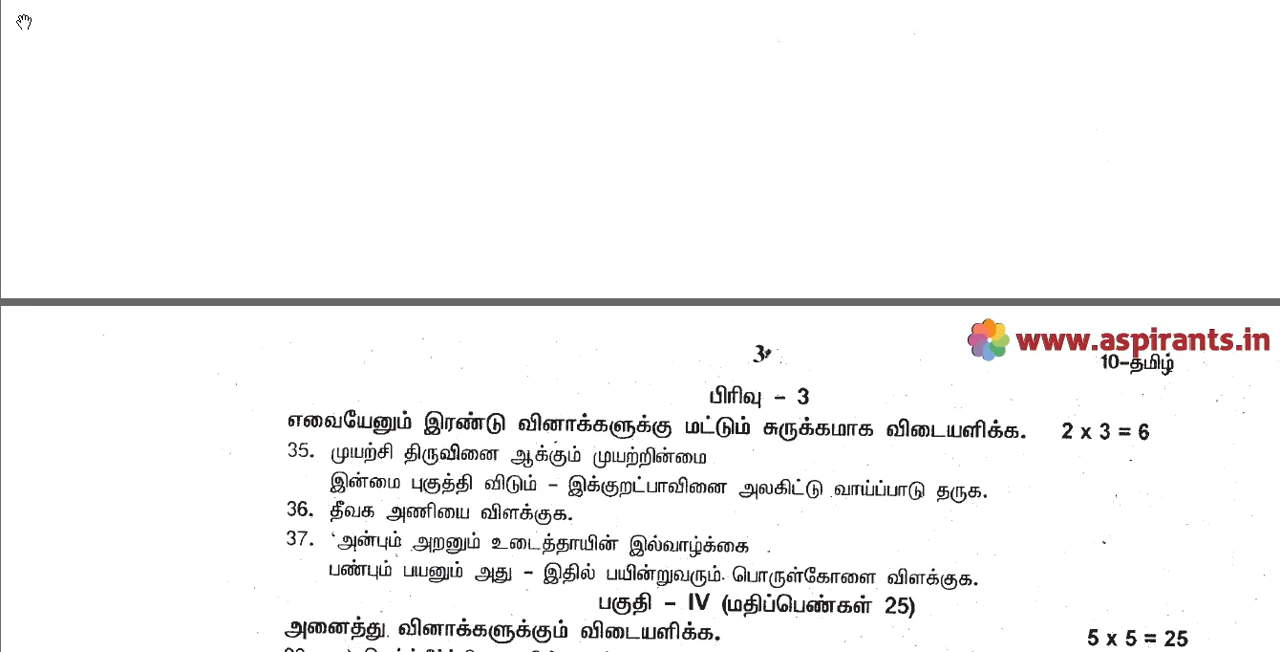 www.aspirants.in
3
10-தமிழ்
பிரிவு - 3
எவையேனும் இரண்டு வினாக்களுக்கு மட்டும் சுருக்கமாக விடையளிக்க. 2 x 3 = 6
35. முயற்சி திருவினை ஆக்கும் முயற்றின்மை
இன்மை புகுத்தி விடும் - இக்குறட்பாவினை அலகிட்டு வாய்ப்பாடு தருக.
36. தீவக அணியை விளக்குக.
37. 'அன்பும் அறனும் உடைத்தாயின் இல்வாழ்க்கை
பண்பும் பயனும் அது - இதில் பயின்றுவரும் பொருள்கோளை விளக்குக.
பகுதி - IV (மதிப்பெண்கள் 25)
அனைத்து வினாக்களுக்கும் விடையளிக்க. 5 x 5 = 25